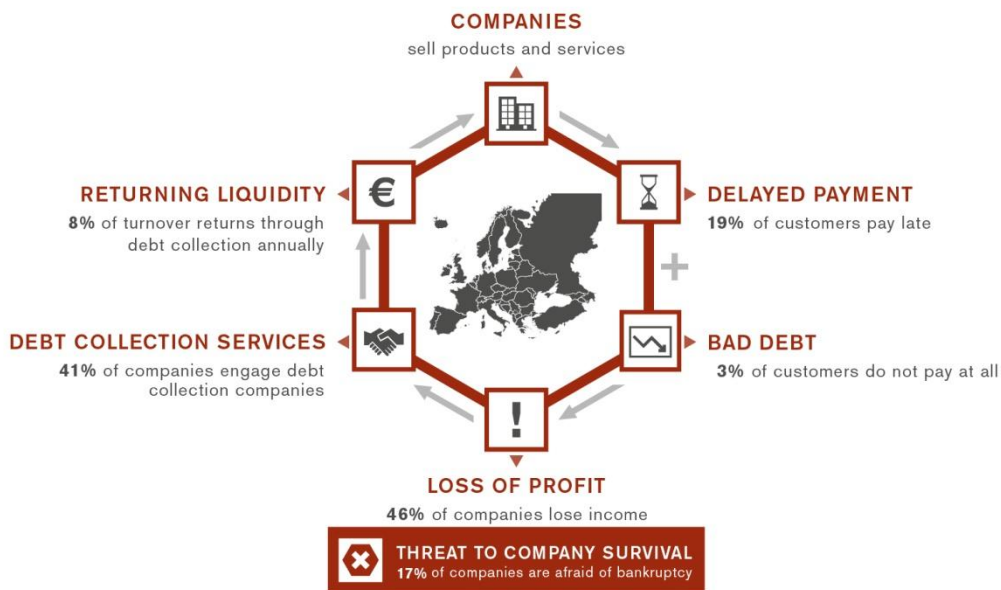 COMPANIES
sell products and services
RETURNING LIQUIDITY
8% of turnover returns through
debt collection annually
€
DELAYED PAYMENT
19% of customers pay late
+
DEBT COLLECTION SERVICES
41% of companies engage debt
collection companies
BAD DEBT
3% of customers do not pay at all
!
LOSS OF PROFIT
46% of companies lose income
THREAT TO COMPANY SURVIVAL
17% of companies are afraid of bankruptcy